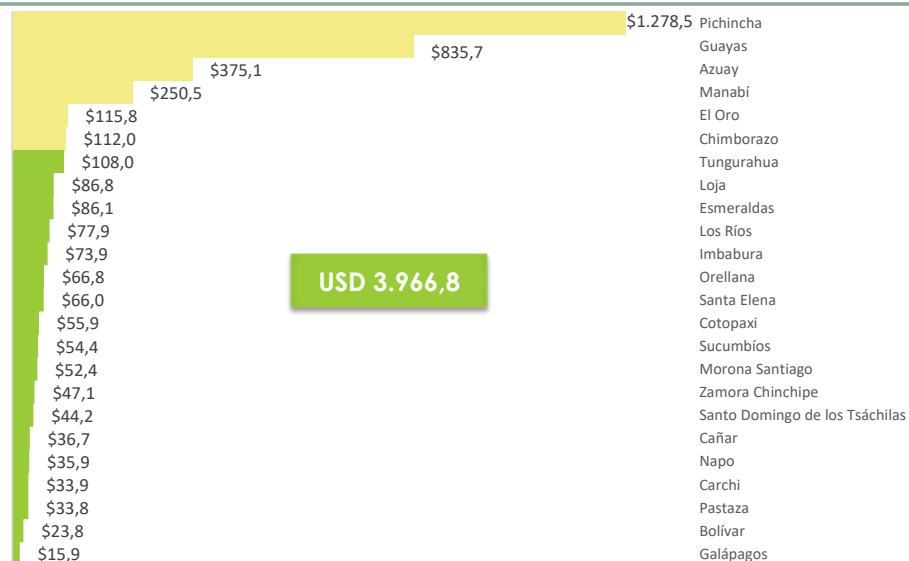 $1.278,5 Pichincha
$835,7 Guayas
$375,1 Azuay
$250,5 Manabí
$115,8 El Oro
$112,0 Chimborazo
$108,0 Tungurahua
$86,8 Loja
$86,1 Esmeraldas
$77,9 Los Ríos
$73,9 Imbabura
$66,8 Orellana
USD 3.966,8
$66,0 Santa Elena
$55,9 Cotopaxi
$54,4 Sucumbíos
$52,4 Morona Santiago
$47,1 Zamora Chinchipe
$44,2 Santo Domingo de los Tsáchilas
$36,7 Cañar
$35,9 Napo
$33,9 Carchi
$33,8 Pastaza
$23,8 Bolívar
$15,9 Galápagos